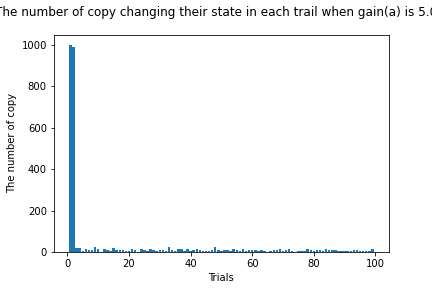 The number of copy changing their state in each trail when gain(a) is 5.0
1000
800
600
400
200
0
The number of copy
0 20 40 60 80 100
Trials